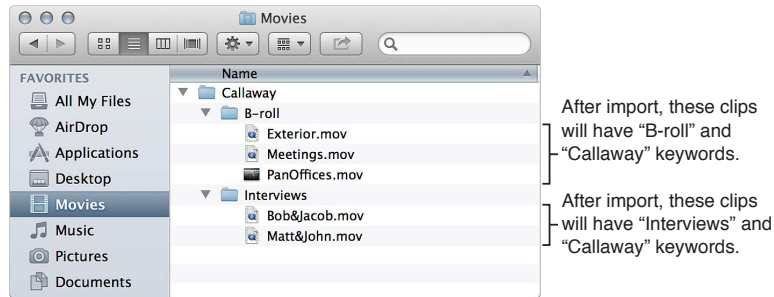 Movies
FAVORITES
All My Files
AirDrop
Applications
Desktop
Movies
Music
Pictures
Documents
Name
Callaway
B-roll
Exterior.mov
Meetings.mov
PanOffices.mov
Interviews
Bob&Jacob.mov
Matt&John.mov
After import, these clips
will have “B-roll” and
“Callaway” keywords.
After import, these clips
will have “Interviews” and
“Callaway” keywords.